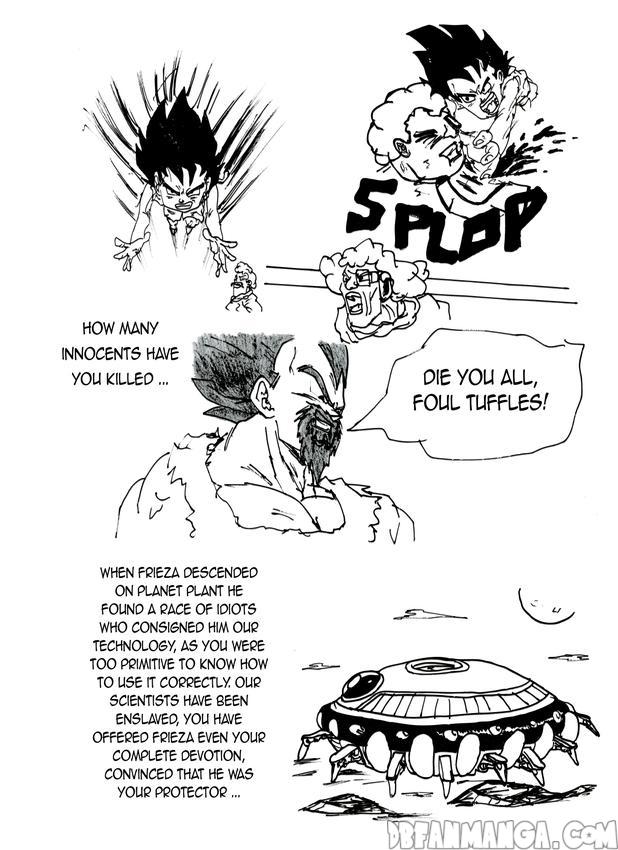 SPLOP
HOW MANY
INNOCENTS HAVE
YOU KILLED ...
DIE YOU ALL,
FOUL TUFFLES!
WHEN FRIEZA DESCENDED
ON PLANET PLANT HE
FOUND A RACE OF IDIOTS
WHO CONSIGNED HIM OUR
TECHNOLOGY, AS YOU WERE
TOO PRIMITIVE TO KNOW HOW
TO USE IT CORRECTLY. OUR
SCIENTISTS HAVE BEEN
ENSLAVED, YOU HAVE
OFFERED FRIEZA EVEN YOUR
COMPLETE DEVOTION,
CONVINCED THAT HE WAS
YOUR PROTECTOR ...
DBFANMANGA.COM